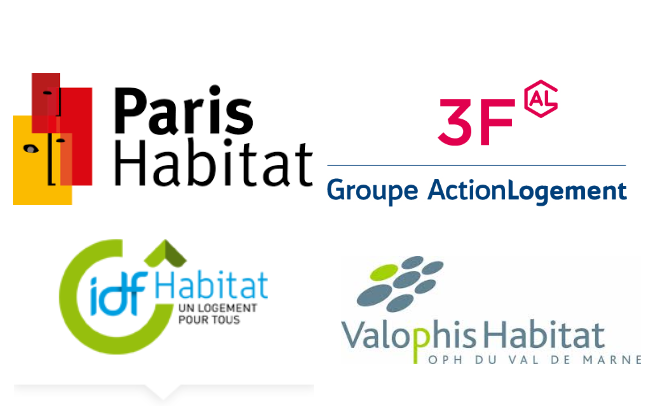 Paris
Habitat
3F AL
Groupe ActionLogement
idf Habitat
UN LOGEMENT
POUR TOUS
Valophis Habitat
OPH DU VAL DE MARNE